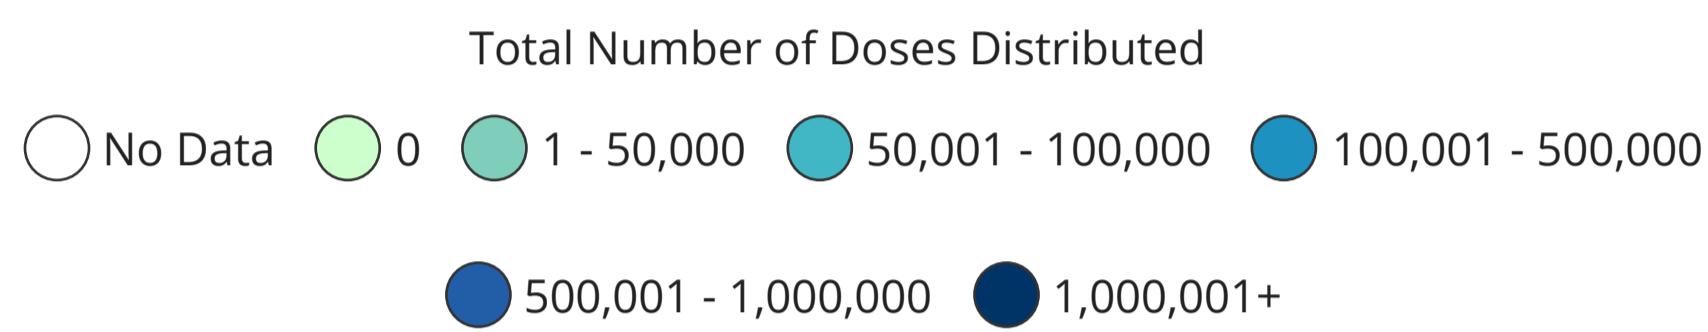 Total Number of Doses Distributed
No Data 0 1 - 50,000 50,001 - 100,000 100,001 - 500,000
500,001 - 1,000,000 1,000,001+